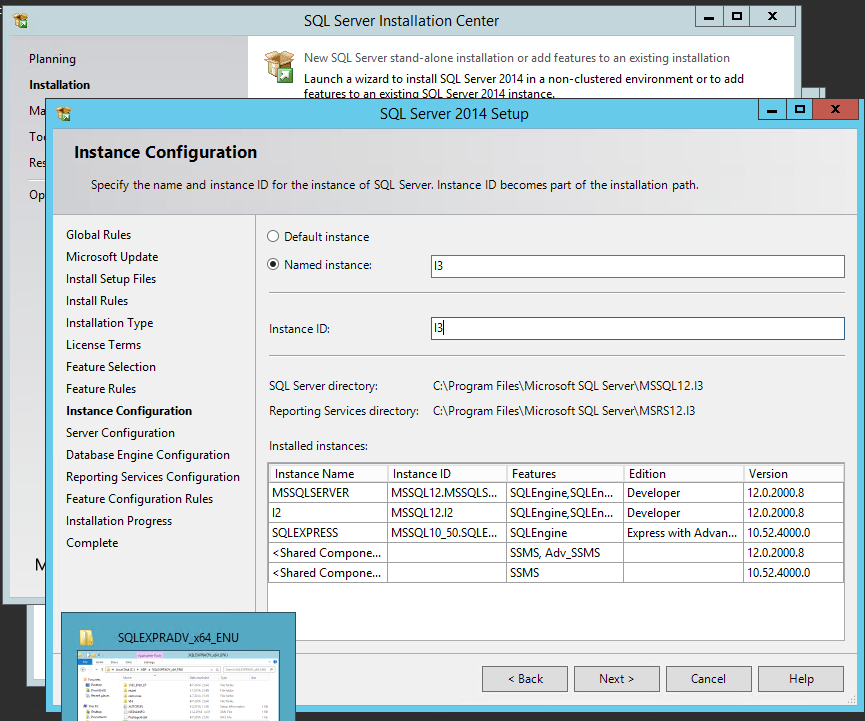 SQL Server Installation Center
Planning
Installation
Ma
Too
Res
Op
New SQL Server stand-alone installation or add features to an existing installation
Launch a wizard to install SQL Server 2014 in a non-clustered environment or to add
features to an existing SQL Server 2014 instance.
SQL Server 2014 Setup
Instance Configuration
Specify the name and instance ID for the instance of SQL Server. Instance ID becomes part of the installation path.
Global Rules
Microsoft Update
Install Setup Files
Install Rules
Installation Type
License Terms
Feature Selection
Feature Rules
Instance Configuration
Server Configuration
Database Engine Configuration
Reporting Services Configuration
Feature Configuration Rules
Installation Progress
Complete
Default instance
Named instance: I3
Instance ID: I3
SQL Server directory: C:\Program Files\Microsoft SQL Server\MSSQL12.I3
Reporting Services directory: C:\Program Files\Microsoft SQL Server\MSRS12.I3
Installed instances:
Instance Name Instance ID Features Edition Version
MSSQLSERVER MSSQL12.MSSQLS... SQLEngine,SQLEn... Developer 12.0.2000.8
I2 MSSQL12.I2 SQLEngine,SQLEn... Developer 12.0.2000.8
SQLEXPRESS MSSQL10_50.SQLE... SQLEngine Express with Advan... 10.52.4000.0
<Shared Compone... SSMS, Adv_SSMS 12.0.2000.8
<Shared Compone... SSMS 10.52.4000.0
M
SQLEXPRADV_x64_ENU
< Back Next > Cancel Help